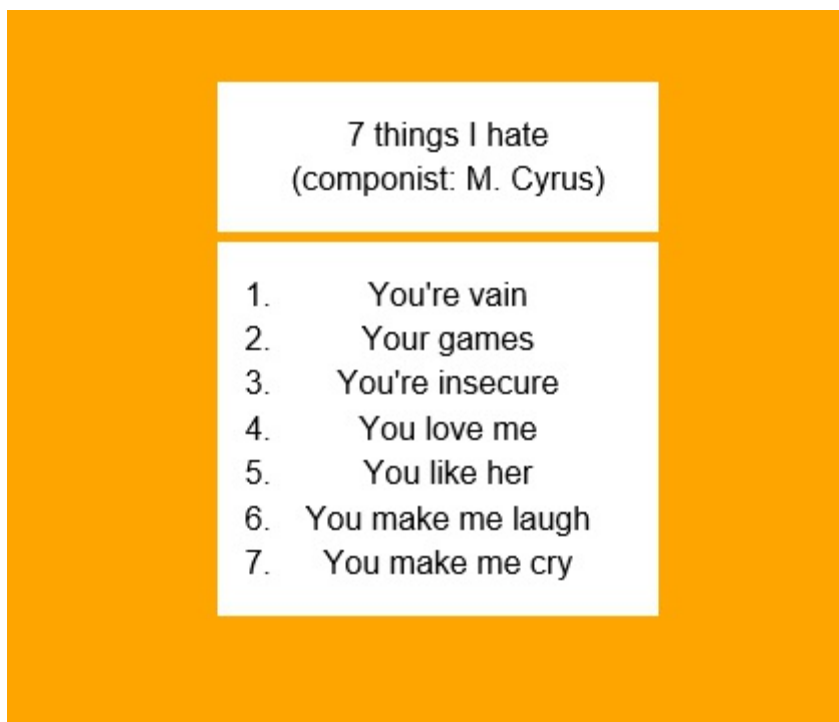 7 things I hate
(componist: M. Cyrus)
1. You're vain
2. Your games
3. You're insecure
4. You love me
5. You like her
6. You make me laugh
7. You make me cry